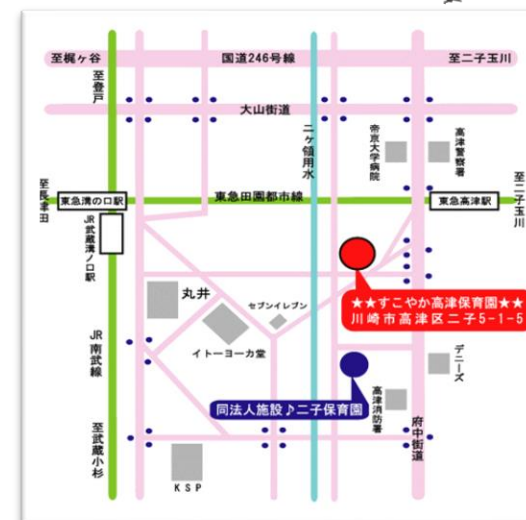 至梶ヶ谷
国道246号線
至二子玉川
至登戸
大山街道
二ヶ領用水
帝京大学病院
高津警察署
至長津田
東急溝の口駅
東急田園都市線
東急高津駅
至二子玉川
JR武蔵溝ノ口駅
丸井
セブンイレブン
イトーヨーカ堂
★★すこやか高津保育園★★
川崎市高津区二子5-1-5
JR南武線
デニーズ
同法人施設♪二子保育園
高津消防署
府中街道
至武蔵小杉
KSP